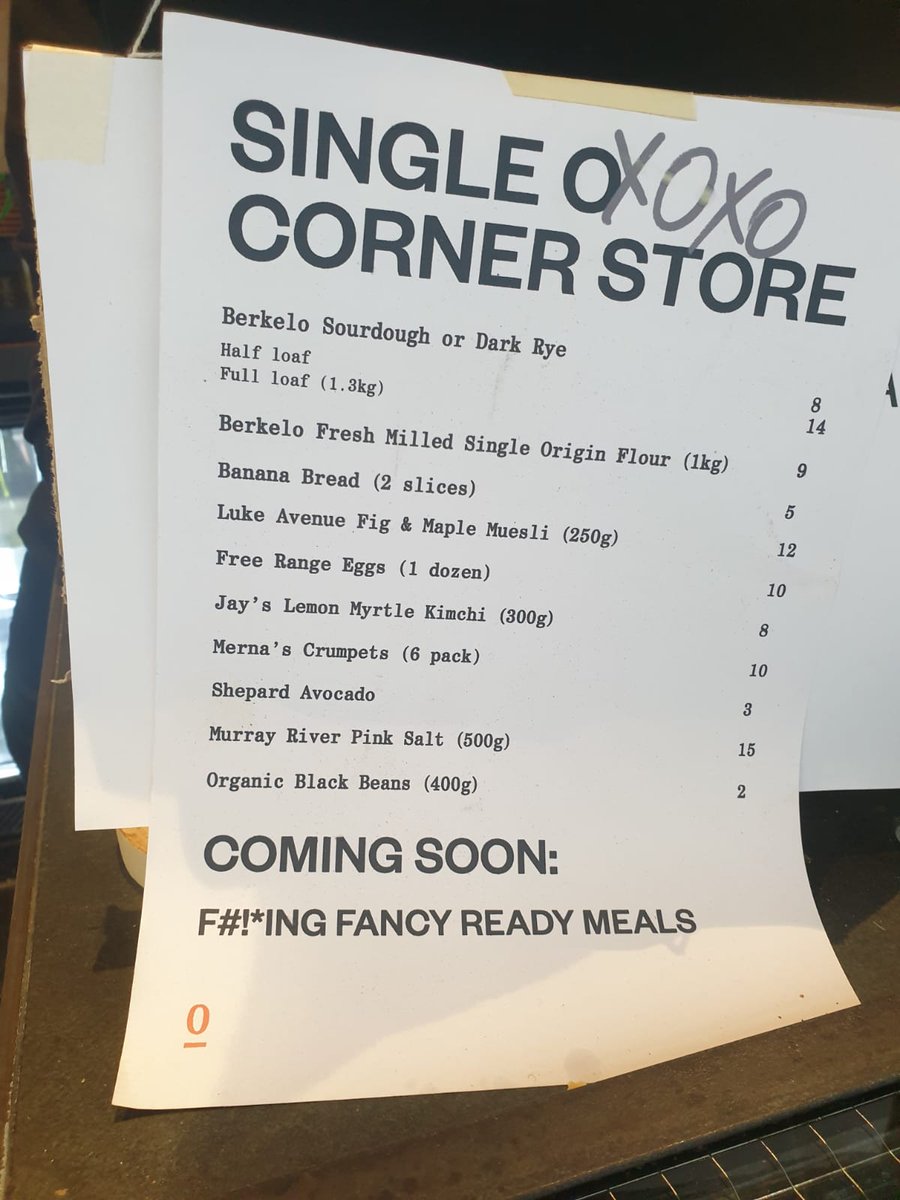 SINGLE OXOXO
CORNER STORE
Berkelo Sourdough or Dark Rye
Half loaf 8
Full loaf (1.3kg) 14
Berkelo Fresh Milled Single Origin Flour (1kg) 9
Banana Bread (2 slices) 5
Luke Avenue Fig & Maple Muesli (250g) 12
Free Range Eggs (1 dozen) 10
Jay's Lemon Myrtle Kimchi (300g) 8
Merna's Crumpets (6 pack) 10
Shepard Avocado 3
Murray River Pink Salt (500g) 15
Organic Black Beans (400g) 2
COMING SOON:
F#!*ING FANCY READY MEALS
O